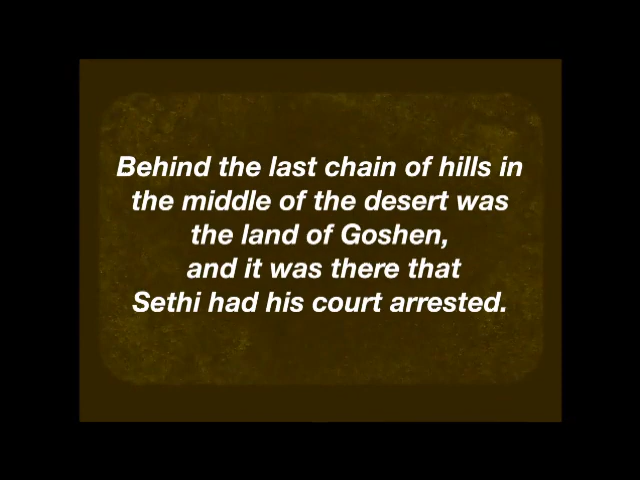 Behind the last chain of hills in
the middle of the desert was
the land of Goshen,
and it was there that
Sethi had his court arrested.